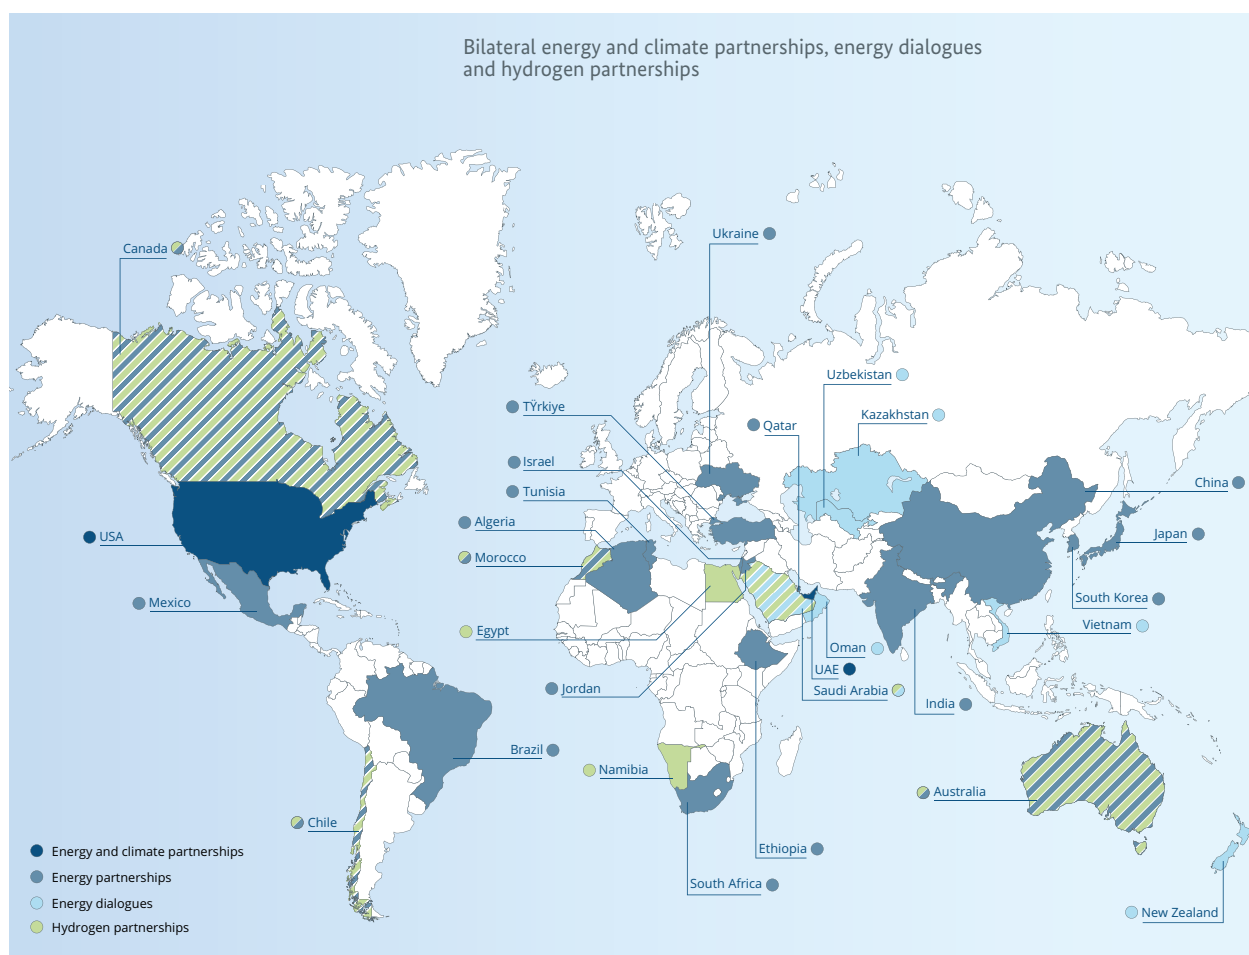 Bilateral energy and climate partnerships, energy dialogues
and hydrogen partnerships
Canada
Ukraine
Uzbekistan
TŸrkiye
Kazakhstan
Qatar
Israel
China
Tunisia
Algeria
USA
Japan
Morocco
Mexico
South Korea
Egypt
Vietnam
Oman
UAE
Jordan
Saudi Arabia
India
Brazil
Namibia
Australia
Chile
Ethiopia
South Africa
New Zealand
Energy and climate partnerships
Energy partnerships
Energy dialogues
Hydrogen partnerships